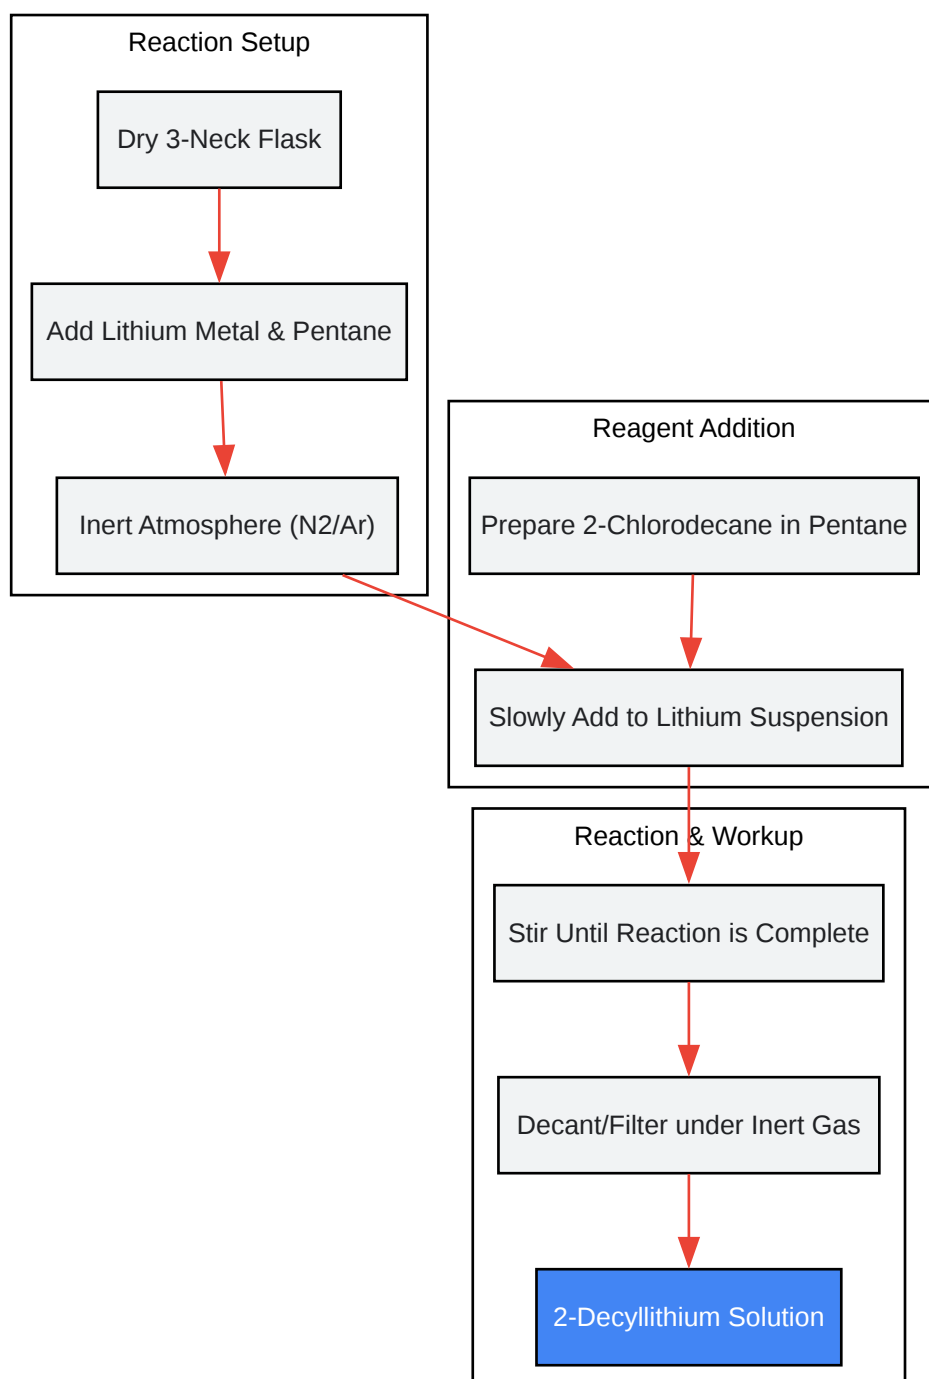 Reaction Setup
Dry 3-Neck Flask
Add Lithium Metal & Pentane
Inert Atmosphere (N2/Ar)
Reagent Addition
Prepare 2-Chlorodecane in Pentane
Slowly Add to Lithium Suspension
Reaction & Workup
Stir Until Reaction is Complete
Decant/Filter under Inert Gas
2-Decyllithium Solution